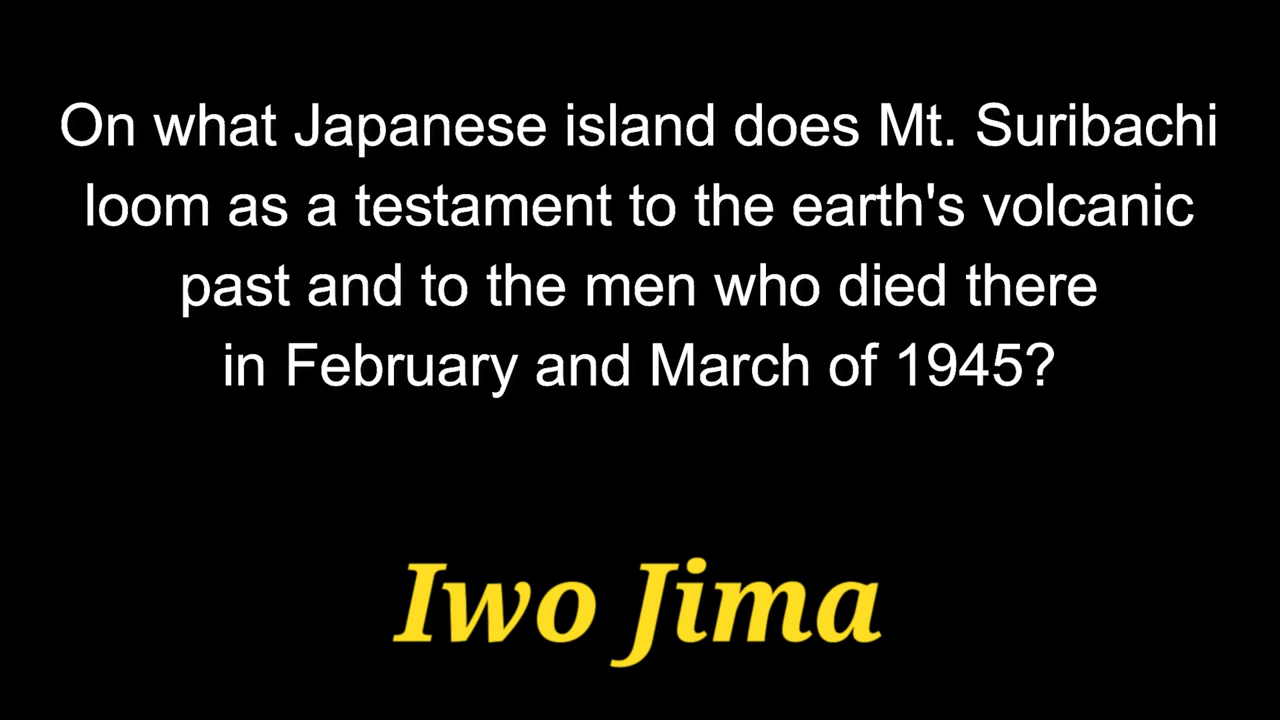 On what Japanese island does Mt. Suribachi
loom as a testament to the earth's volcanic
past and to the men who died there
in February and March of 1945?
Iwo Jima